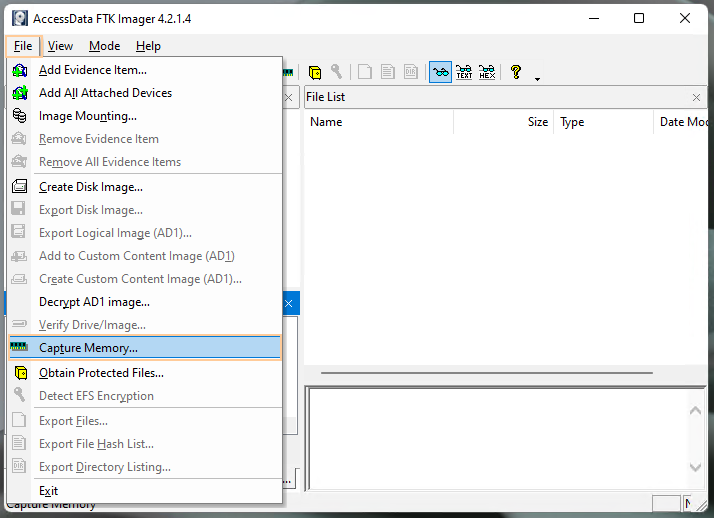 AccessData FTK Imager 4.2.1.4
File View Mode Help
Add Evidence Item...
Add All Attached Devices
Image Mounting...
Remove Evidence Item
Remove All Evidence Items
Create Disk Image...
Export Disk Image...
Export Logical Image (AD1)...
Add to Custom Content Image (AD1)
Create Custom Content Image (AD1)...
Decrypt AD1 image...
Verify Drive/Image...
Capture Memory...
Obtain Protected Files...
Detect EFS Encryption
Export Files...
Export File Hash List...
DIR Export Directory Listing...
Exit
DIR TEXT HEX
File List
Name Size Type Date Mod
...
Capture Memory
N